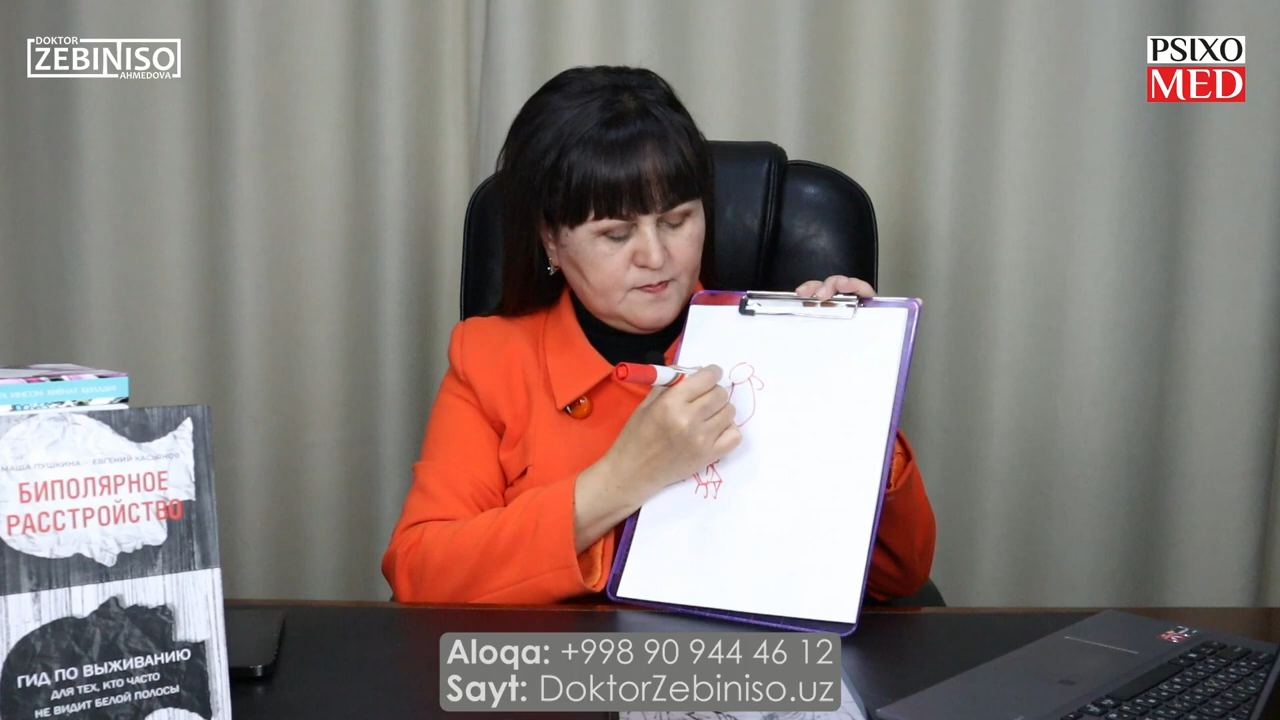 DOKTOR
ZEBINISO
AHMEDOVA
PSIXO
MED
МАША ПУШКИНА ЕВГЕНИЙ КАСЬЯНОВ
БИПОЛЯРНОЕ
РАССТРОЙСТВО
ГИД ПО ВЫЖИВАНИЮ
ДЛЯ ТЕХ, КТО ЧАСТО
НЕ ВИДИТ БЕЛОЙ ПОЛОСЫ
Aloqa: +998 90 944 46 12
Sayt: DoktorZebiniso.uz